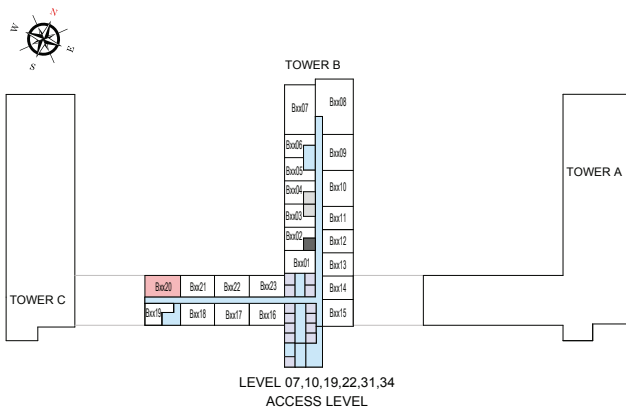 N
W
E
S
TOWER B
Bxx07
Bxx08
Bxx06
Bxx09
Bxx05
Bxx04
Bxx10
Bxx03
Bxx11
Bxx02
Bxx12
Bxx01
Bxx13
TOWER A
TOWER C
Bxx20
Bxx21
Bxx22
Bxx23
Bxx14
Bxx19
Bxx18
Bxx17
Bxx16
Bxx15
LEVEL 07,10,19,22,31,34
ACCESS LEVEL